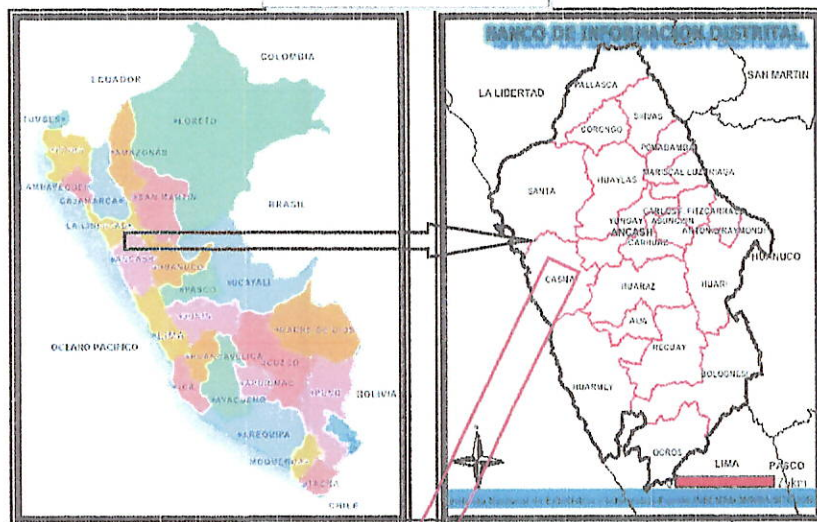 COLOMBIA
ECUADOR
TUMBES
LORETO
AMAZONAS
LAMBAYEQUE
CAJAMARCA
SAN MARTIN
BRASIL
LA LIBERTAD
ANCASH
HUANUCO
UCAYALI
PASCO
JUNIN
LIMA
MADRE DE DIOS
OCEANO PACIFICO
HUANCAVELICA
CUZCO
ICA
APURIMAC
PUNO
BOLIVIA
AYACUCHO
AREQUIPA
MOQUEGUA
TACNA
CHILE
BANCO DE INFORMACION DISTRITAL
SAN MARTIN
LA LIBERTAD
PALLASCA
SIHUAS
CORONGO
POMABAMBA
MARISCAL LUZURIAGA
HUAYLAS
SANTA
CARLOS FITZCARRALD
YUNGAY
ASUNCION
ANCASH
ANTONIO RAYMONDI
CARHUAZ
HUANUCO
CASMA
HUARAZ
HUARI
AIJA
RECUAY
BOLOGNESI
HUARMEY
OCROS
LIMA
PASCO